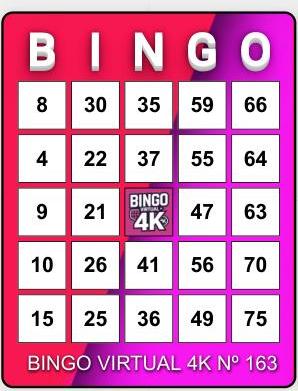 B I N G O
8 30 35 59 66
4 22 37 55 64
9 21 BINGO VIRTUAL 4K 47 63
10 26 41 56 70
15 25 36 49 75
BINGO VIRTUAL 4K Nº 163